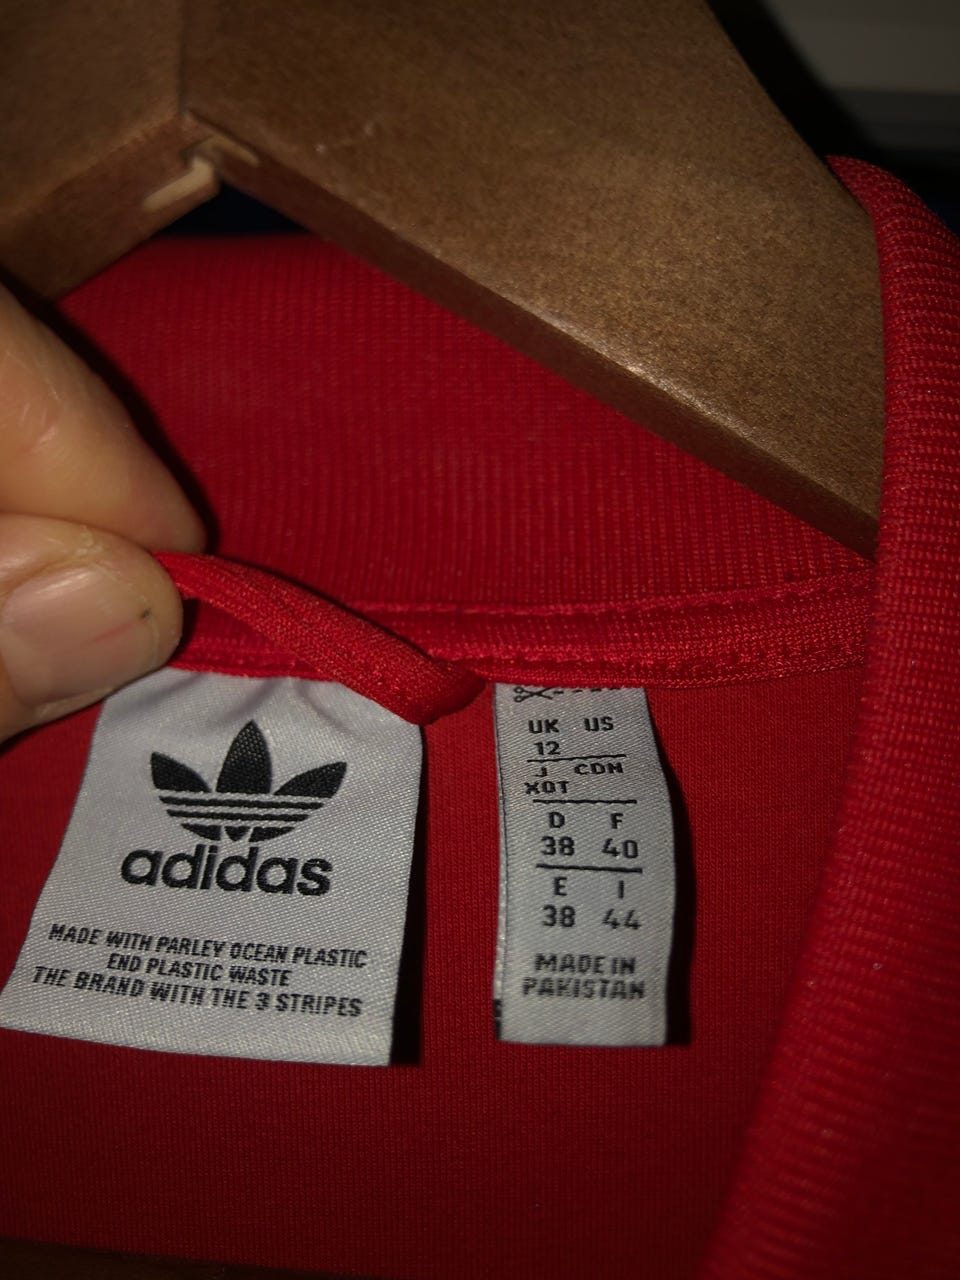 adidas
MADE WITH PARLEY OCEAN PLASTIC
END PLASTIC WASTE
THE BRAND WITH THE 3 STRIPES
UK US
12
J CDN
XOT
D F
38 40
E I
38 44
MADE IN
PAKISTAN